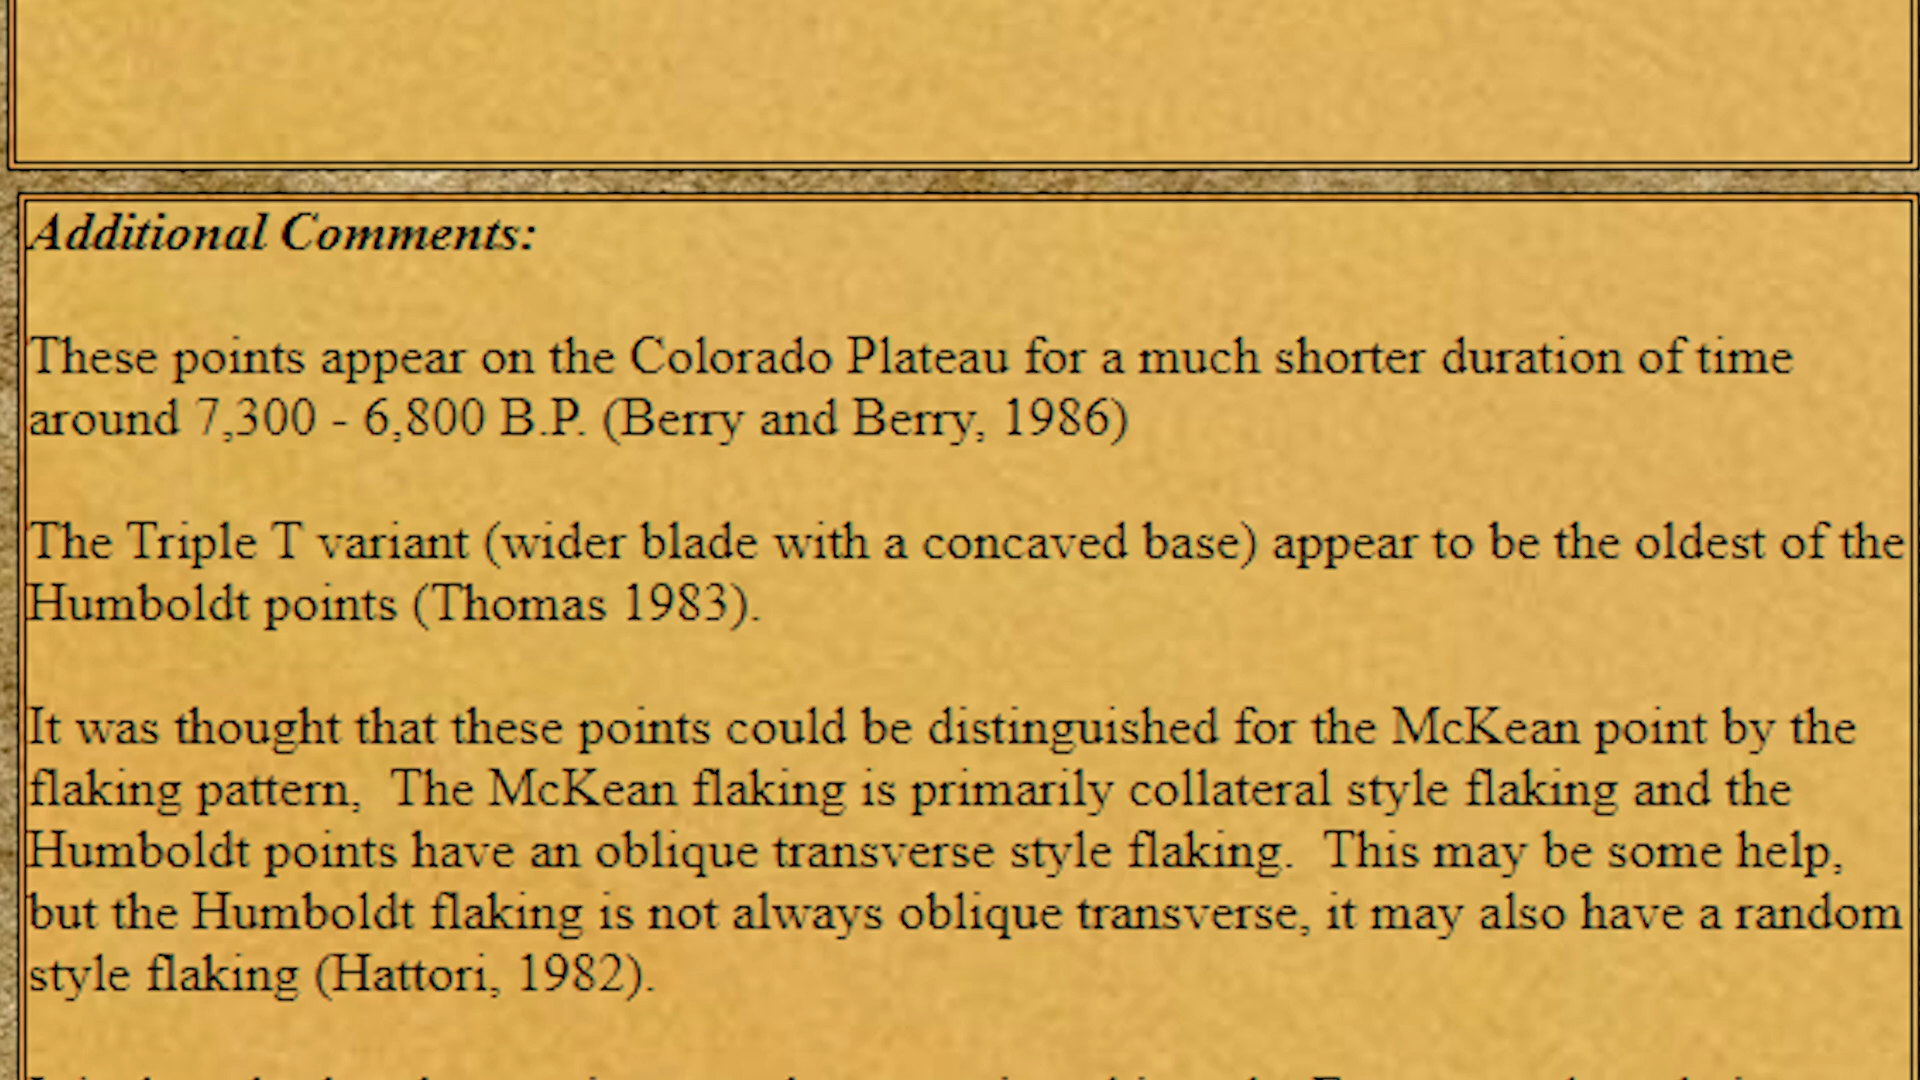 Additional Comments:
These points appear on the Colorado Plateau for a much shorter duration of time
around 7,300 - 6,800 B.P. (Berry and Berry, 1986)
The Triple T variant (wider blade with a concaved base) appear to be the oldest of the
Humboldt points (Thomas 1983).
It was thought that these points could be distinguished for the McKean point by the
flaking pattern,  The McKean flaking is primarily collateral style flaking and the
Humboldt points have an oblique transverse style flaking.  This may be some help,
but the Humboldt flaking is not always oblique transverse, it may also have a random
style flaking (Hattori, 1982).